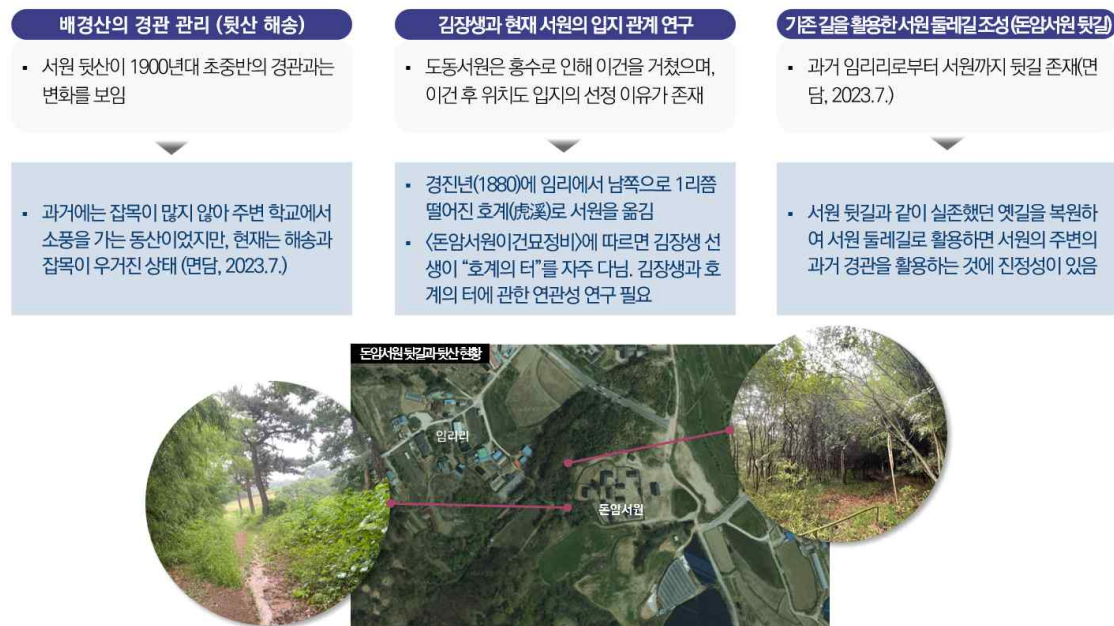 배경산의 경관 관리 (뒷산 해송)
▪ 서원 뒷산이 1900년대 초중반의 경관과는
변화를 보임
▪ 과거에는 잡목이 많지 않아 주변 학교에서
소풍을 가는 동산이었지만, 현재는 해송과
잡목이 우거진 상태 (면담, 2023.7.)
김장생과 현재 서원의 입지 관계 연구
▪ 도동서원은 홍수로 인해 이건을 거쳤으며,
이건 후 위치도 입지의 선정 이유가 존재
▪ 경진년(1880)에 임리에서 남쪽으로 1리쯤
떨어진 호계(虎溪)로 서원을 옮김
▪ <돈암서원이건묘정비>에 따르면 김장생 선
생이 “호계의 터”를 자주 다님. 김장생과 호
계의 터에 관한 연관성 연구 필요
기존 길을 활용한 서원 둘레길 조성(돈암서원 뒷길)
▪ 과거 임리리로부터 서원까지 뒷길 존재(면
담, 2023.7.)
▪ 서원 뒷길과 같이 실존했던 옛길을 복원하
여 서원 둘레길로 활용하면 서원의 주변의
과거 경관을 활용하는 것에 진정성이 있음
돈암서원 뒷길과 뒷산 현황
임리리
돈암서원